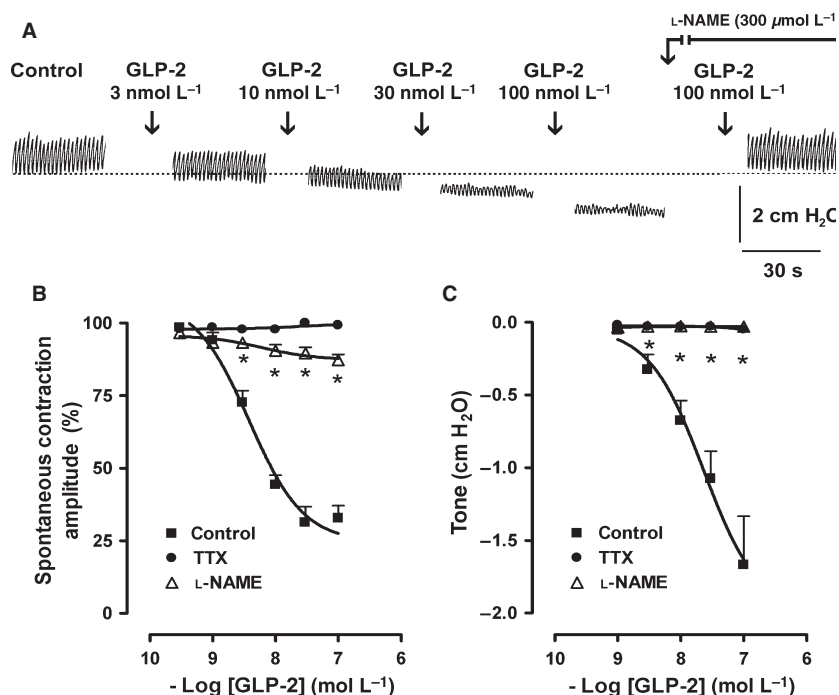 A
L-NAME (300 µmol L⁻¹
Control
GLP-2
3 nmol L⁻¹
GLP-2
10 nmol L⁻¹
GLP-2
30 nmol L⁻¹
GLP-2
100 nmol L⁻¹
GLP-2
100 nmol L⁻¹
2 cm H₂O
30 s
B
Spontaneous contraction
amplitude (%)
100
75
50
25
0
Control
TTX
L-NAME
* * * *
10 9 8 7 6
- Log [GLP-2] (mol L⁻¹)
C
Tone (cm H₂O)
0.0
−0.5
−1.0
−1.5
−2.0
* * * *
Control
TTX
L-NAME
10 9 8 7 6
- Log [GLP-2] (mol L⁻¹)